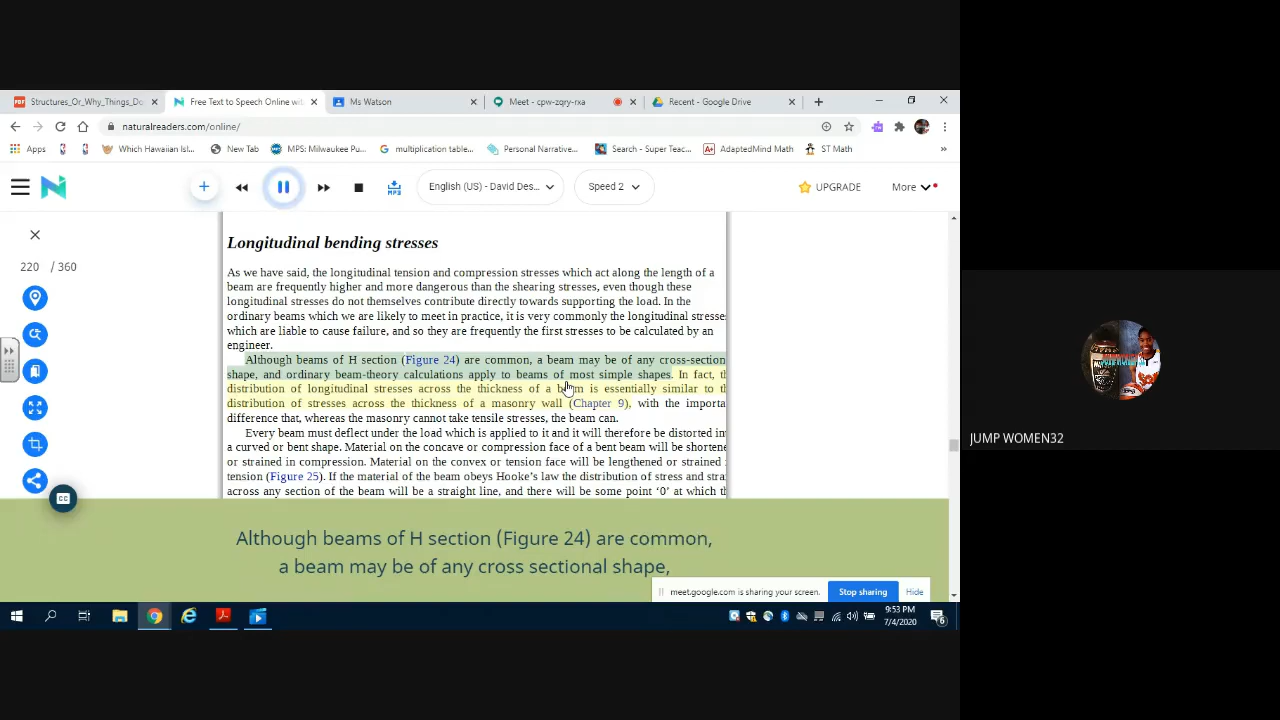 Structures_Or_Why_Things_Do
Free Text to Speech Online wit
Ms Watson
Meet - cpw-zqry-rxa
Recent - Google Drive
naturalreaders.com/online/
Apps
Which Hawaiian Isl...
New Tab
MPS: Milwaukee Pu...
multiplication table...
Personal Narrative...
Search - Super Teac...
AdaptedMind Math
ST Math
MP3
English (US) - David Des...
Speed 2
UPGRADE
More
220 / 360
Longitudinal bending stresses
As we have said, the longitudinal tension and compression stresses which act along the length of a
beam are frequently higher and more dangerous than the shearing stresses, even though these
longitudinal stresses do not themselves contribute directly towards supporting the load. In the
ordinary beams which we are likely to meet in practice, it is very commonly the longitudinal stresses
which are liable to cause failure, and so they are frequently the first stresses to be calculated by an
engineer.
Although beams of H section (Figure 24) are common, a beam may be of any cross-section
shape, and ordinary beam-theory calculations apply to beams of most simple shapes. In fact, th
distribution of longitudinal stresses across the thickness of a beam is essentially similar to th
distribution of stresses across the thickness of a masonry wall (Chapter 9), with the importa
difference that, whereas the masonry cannot take tensile stresses, the beam can.
Every beam must deflect under the load which is applied to it and it will therefore be distorted int
a curved or bent shape. Material on the concave or compression face of a bent beam will be shortene
or strained in compression. Material on the convex or tension face will be lengthened or strained
tension (Figure 25). If the material of the beam obeys Hooke's law the distribution of stress and strai
across any section of the beam will be a straight line, and there will be some point ‘0’ at which th
CC
Although beams of H section (Figure 24) are common,
a beam may be of any cross sectional shape,
meet.google.com is sharing your screen.
Stop sharing
Hide
9:53 PM
7/4/2020
6
JUMP WOMEN32